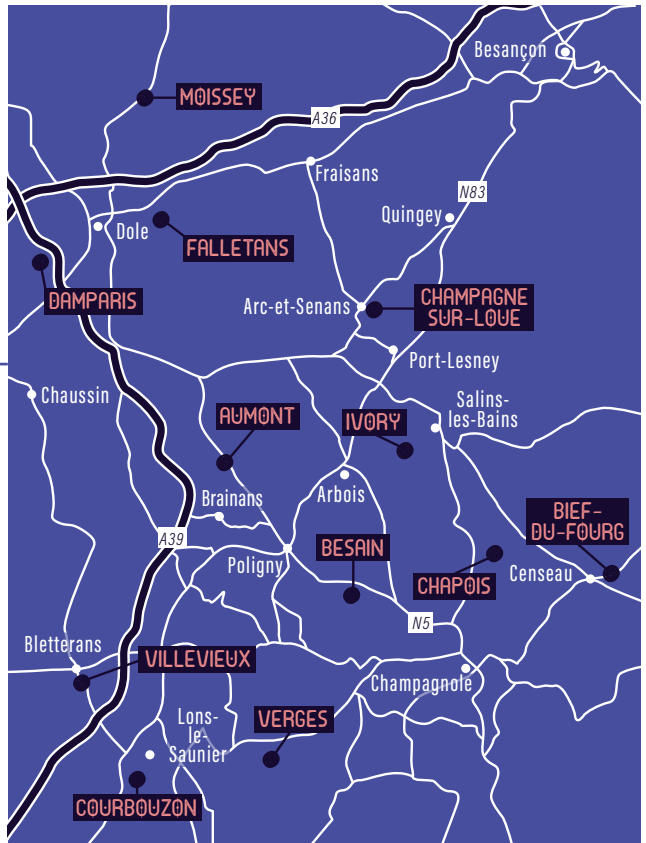 Besançon
MOISSEY
A36
Fraisans
N83
Quingey
Dole
FALLETANS
DAMPARIS
Arc-et-Senans
CHAMPAGNE
SUR-LOUE
Port-Lesney
Chaussin
Salins-
les-Bains
AUMONT
IVORY
Brainans
Arbois
BIEF-
DU-FOURG
A39
BESAIN
Poligny
CHAPOIS
Censeau
N5
Bletterans
VILLEVIEUX
Champagnole
Lons-
le-
Saunier
VERGES
COURBOUZON